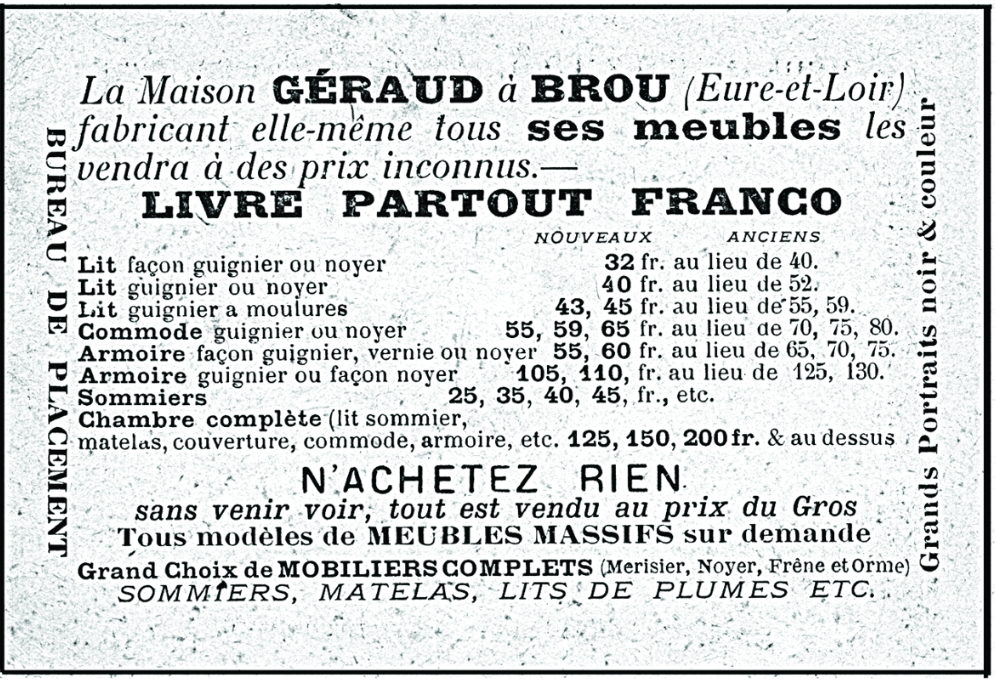 La Maison GÉRAUD à BROU (Eure-et-Loir)
fabricant elle-même tous ses meubles les
vendra à des prix inconnus.—
LIVRE PARTOUT FRANCO
NOUVEAUX ANCIENS
Lit façon guignier ou noyer 32 fr. au lieu de 40.
Lit guignier ou noyer 40 fr. au lieu de 52.
Lit guignier a moulures 43, 45 fr. au lieu de 55, 59.
Commode guignier ou noyer 55, 59, 65 fr. au lieu de 70, 75, 80.
Armoire façon guignier, vernie ou noyer 55, 60 fr. au lieu de 65, 70, 75.
Armoire guignier ou façon noyer 105, 110, fr. au lieu de 125, 130.
Sommiers 25, 35, 40, 45, fr., etc.
Chambre complète (lit sommier,
matelas, couverture, commode, armoire, etc. 125, 150, 200 fr. & au dessus
N'ACHETEZ RIEN
sans venir voir, tout est vendu au prix du Gros
Tous modèles de MEUBLES MASSIFS sur demande
Grand Choix de MOBILIERS COMPLETS (Merisier, Noyer, Frêne et Orme)
SOMMIERS, MATELAS, LITS DE PLUMES ETC.
BUREAU DE PLACEMENT
Grands Portraits noir & couleur